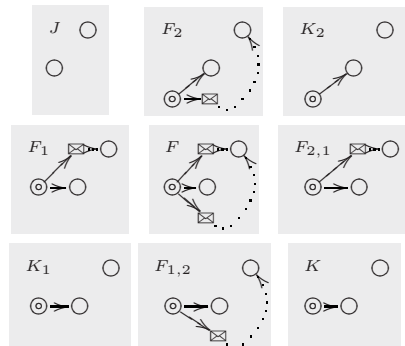 J F₂ K₂
F₁ F F₂,₁
K₁ F₁,₂ K